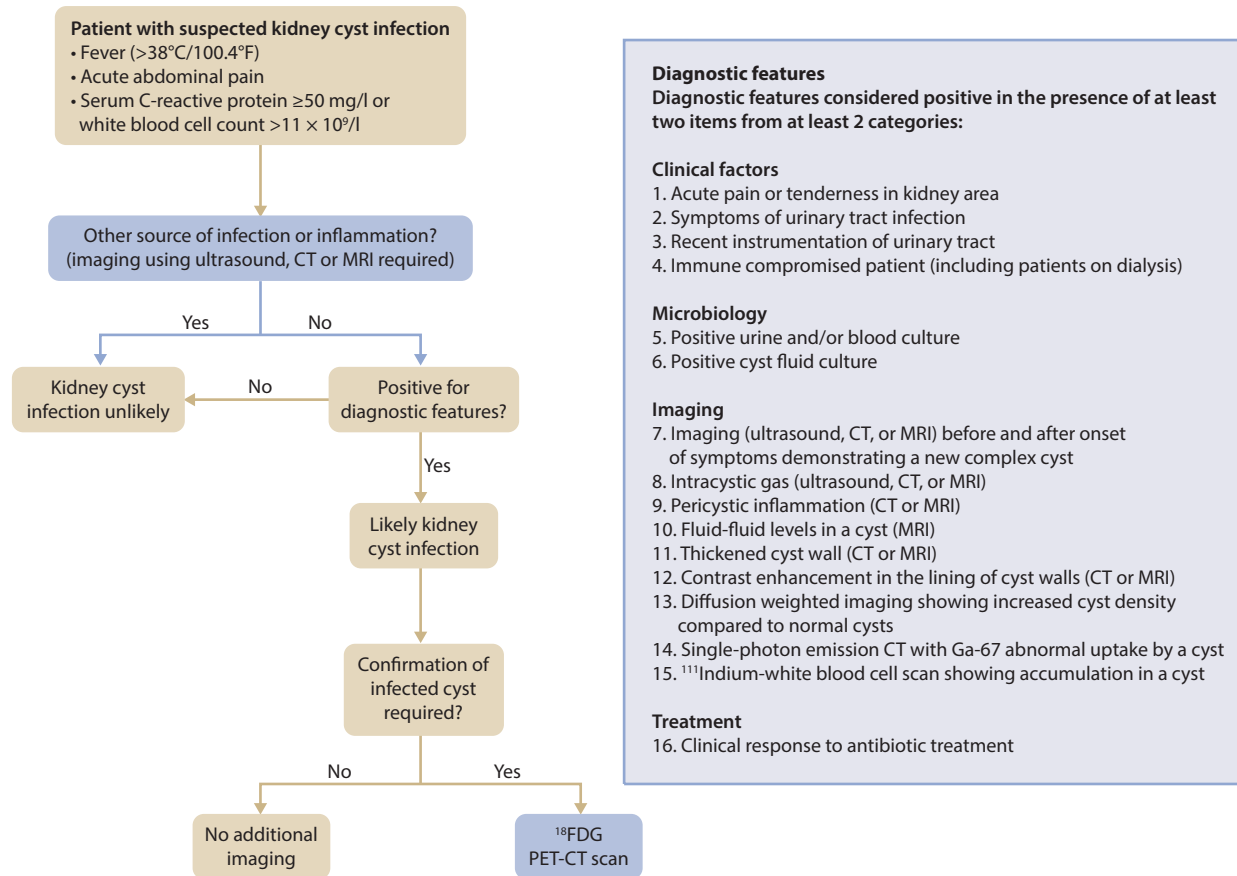 Patient with suspected kidney cyst infection
• Fever (>38°C/100.4°F)
• Acute abdominal pain
• Serum C-reactive protein ≥50 mg/l or
white blood cell count >11 × 10⁹/l
Other source of infection or inflammation?
(imaging using ultrasound, CT or MRI required)
Yes
No
Kidney cyst
infection unlikely
No
Positive for
diagnostic features?
Yes
Likely kidney
cyst infection
Confirmation of
infected cyst
required?
No
Yes
No additional
imaging
¹⁸FDG
PET-CT scan
Diagnostic features
Diagnostic features considered positive in the presence of at least
two items from at least 2 categories:
Clinical factors
1. Acute pain or tenderness in kidney area
2. Symptoms of urinary tract infection
3. Recent instrumentation of urinary tract
4. Immune compromised patient (including patients on dialysis)
Microbiology
5. Positive urine and/or blood culture
6. Positive cyst fluid culture
Imaging
7. Imaging (ultrasound, CT, or MRI) before and after onset
of symptoms demonstrating a new complex cyst
8. Intracystic gas (ultrasound, CT, or MRI)
9. Pericystic inflammation (CT or MRI)
10. Fluid-fluid levels in a cyst (MRI)
11. Thickened cyst wall (CT or MRI)
12. Contrast enhancement in the lining of cyst walls (CT or MRI)
13. Diffusion weighted imaging showing increased cyst density
compared to normal cysts
14. Single-photon emission CT with Ga-67 abnormal uptake by a cyst
15. ¹¹¹Indium-white blood cell scan showing accumulation in a cyst
Treatment
16. Clinical response to antibiotic treatment